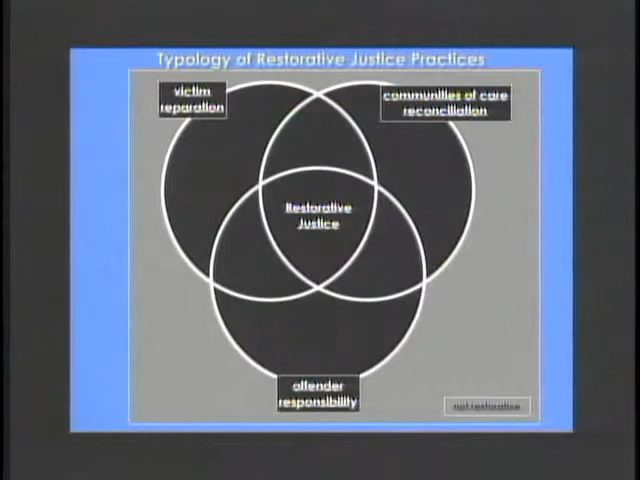 Typology of Restorative Justice Practices
victim
reparation
communities of care
reconciliation
Restorative
Justice
offender
responsibility
not restorative